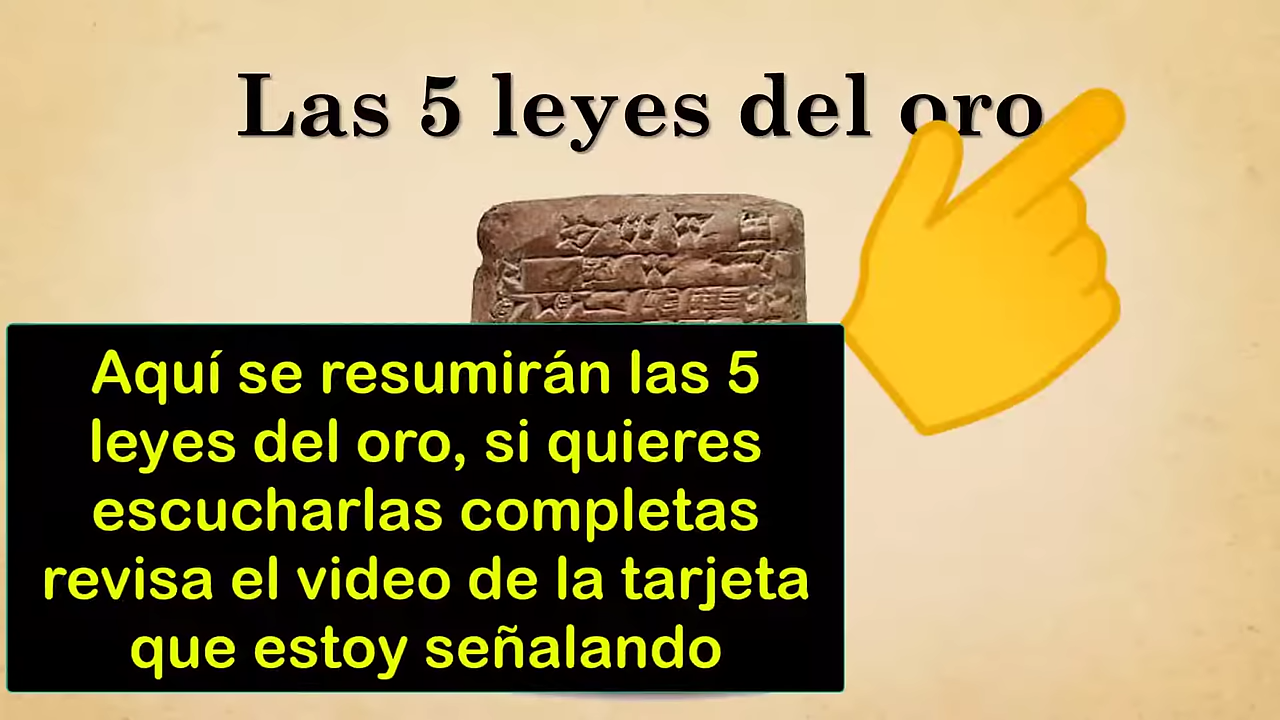 Las 5 leyes del oro
Aquí se resumirán las 5
leyes del oro, si quieres
escucharlas completas
revisa el video de la tarjeta
que estoy señalando